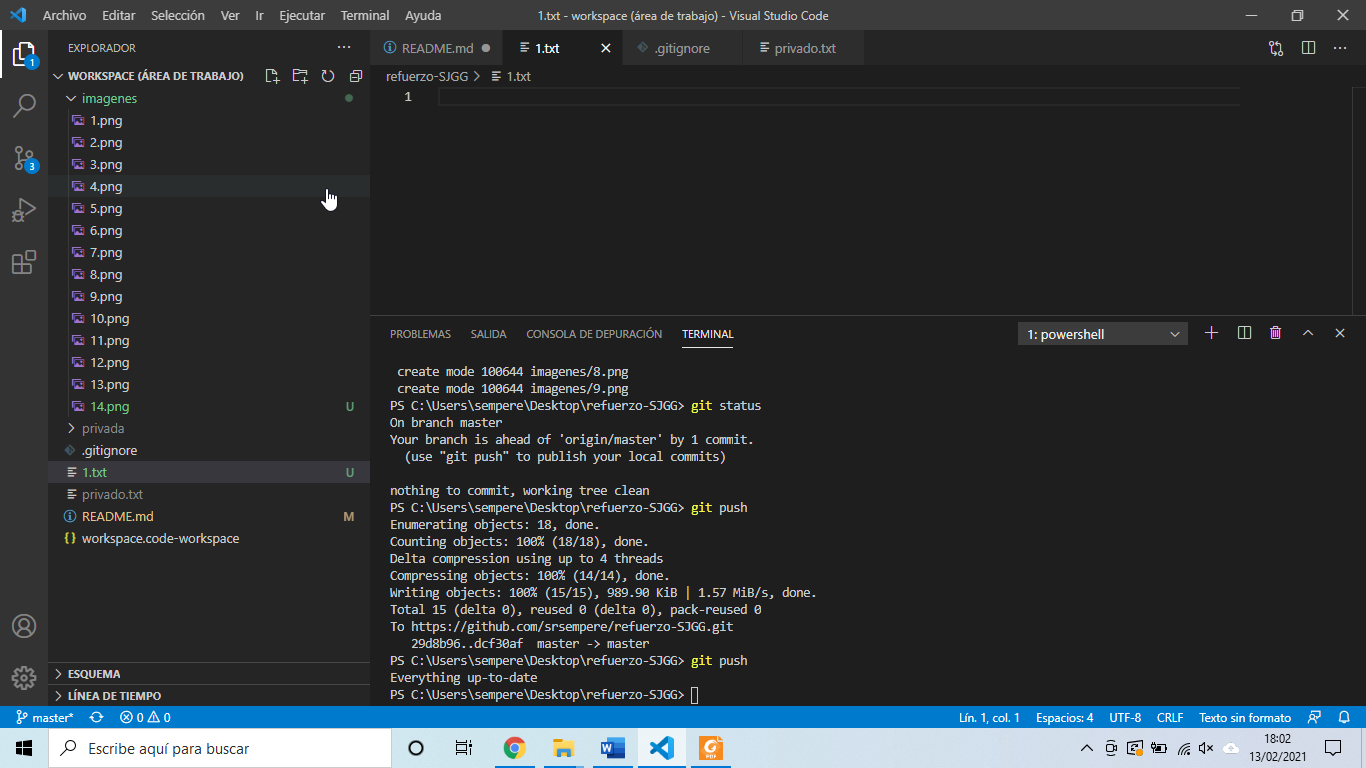 Archivo Editar Selección Ver Ir Ejecutar Terminal Ayuda 1.txt - workspace (área de trabajo) - Visual Studio Code
EXPLORADOR
WORKSPACE (ÁREA DE TRABAJO)
imagenes
1.png
2.png
3.png
4.png
5.png
6.png
7.png
8.png
9.png
10.png
11.png
12.png
13.png
14.png U
privada
.gitignore
1.txt U
privado.txt
README.md M
{} workspace.code-workspace
ESQUEMA
LÍNEA DE TIEMPO
1
3
README.md 1.txt .gitignore privado.txt
refuerzo-SJGG > 1.txt
1
PROBLEMAS SALIDA CONSOLA DE DEPURACIÓN TERMINAL 1: powershell
create mode 100644 imagenes/8.png
create mode 100644 imagenes/9.png
PS C:\Users\sempere\Desktop\refuerzo-SJGG> git status
On branch master
Your branch is ahead of 'origin/master' by 1 commit.
(use "git push" to publish your local commits)
nothing to commit, working tree clean
PS C:\Users\sempere\Desktop\refuerzo-SJGG> git push
Enumerating objects: 18, done.
Counting objects: 100% (18/18), done.
Delta compression using up to 4 threads
Compressing objects: 100% (14/14), done.
Writing objects: 100% (15/15), 989.90 KiB | 1.57 MiB/s, done.
Total 15 (delta 0), reused 0 (delta 0), pack-reused 0
To https://github.com/srsempere/refuerzo-SJGG.git
29d8b96..dcf30af master -> master
PS C:\Users\sempere\Desktop\refuerzo-SJGG> git push
Everything up-to-date
PS C:\Users\sempere\Desktop\refuerzo-SJGG>
master* 0 0 Lín. 1, col. 1 Espacios: 4 UTF-8 CRLF Texto sin formato
Escribe aquí para buscar
PDF
18:02
13/02/2021